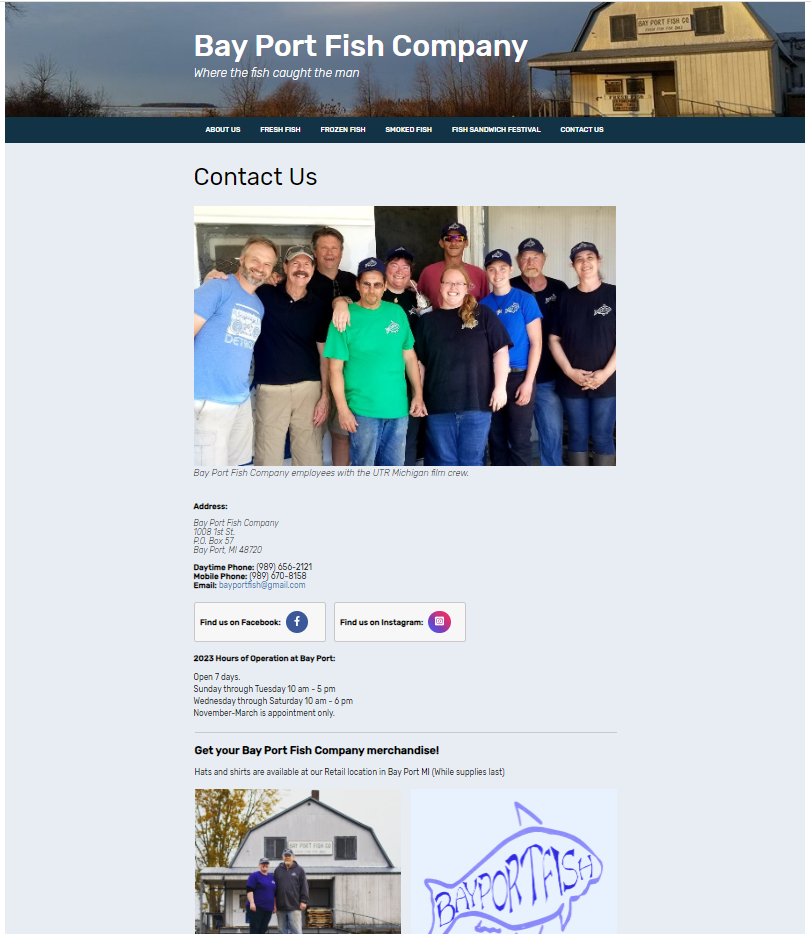 Bay Port Fish Company
Where the fish caught the man
BAY PORT FISH CO
ABOUT US FRESH FISH FROZEN FISH SMOKED FISH FISH SANDWICH FESTIVAL CONTACT US
Contact Us
DETROIT
Bay Port Fish Company employees with the UTR Michigan film crew.
Address:
Bay Port Fish Company
1008 1st St.
P.O. Box 57
Bay Port, MI 48720
Daytime Phone: (989) 656-2121
Mobile Phone: (989) 670-8158
Email: bayportfish@gmail.com
Find us on Facebook: Find us on Instagram:
2023 Hours of Operation at Bay Port:
Open 7 days.
Sunday through Tuesday 10 am - 5 pm
Wednesday through Saturday 10 am - 6 pm
November-March is appointment only.
Get your Bay Port Fish Company merchandise!
Hats and shirts are available at our Retail location in Bay Port MI (While supplies last)
BAY PORT FISH CO
BAYPORTFISH